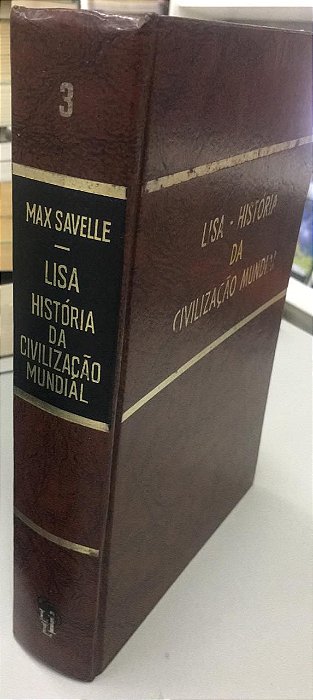 3
MAX SAVELLE
LISA
HISTÓRIA
DA
CIVILIZAÇÃO
MUNDIAL
LISA - HISTÓRIA
DA
CIVILIZAÇÃO MUNDIAL